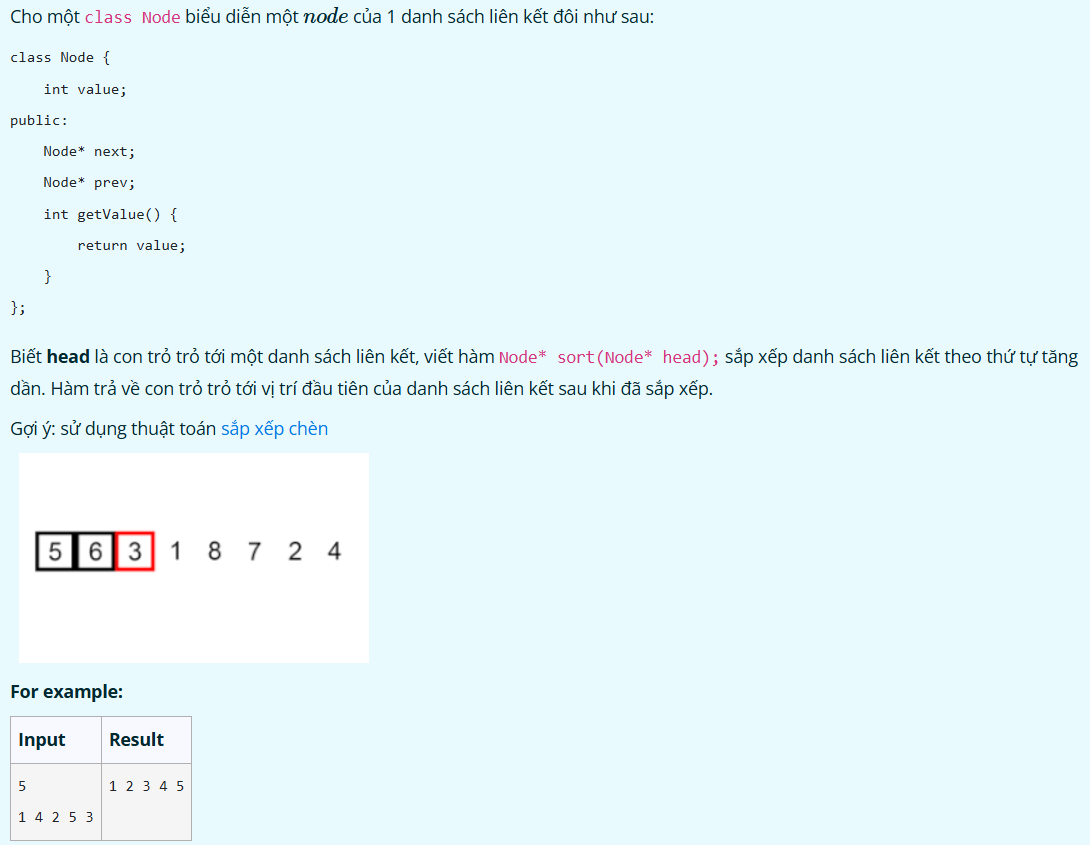 Cho một class Node biểu diễn một node của 1 danh sách liên kết đôi như sau:
class Node {
    int value;
public:
    Node* next;
    Node* prev;
    int getValue() {
        return value;
    }
};
Biết head là con trỏ trỏ tới một danh sách liên kết, viết hàm Node* sort(Node* head); sắp xếp danh sách liên kết theo thứ tự tăng
dần. Hàm trả về con trỏ trỏ tới vị trí đầu tiên của danh sách liên kết sau khi đã sắp xếp.
Gợi ý: sử dụng thuật toán sắp xếp chèn
5 6 3 1 8 7 2 4
For example:
Input Result
5 1 2 3 4 5
1 4 2 5 3